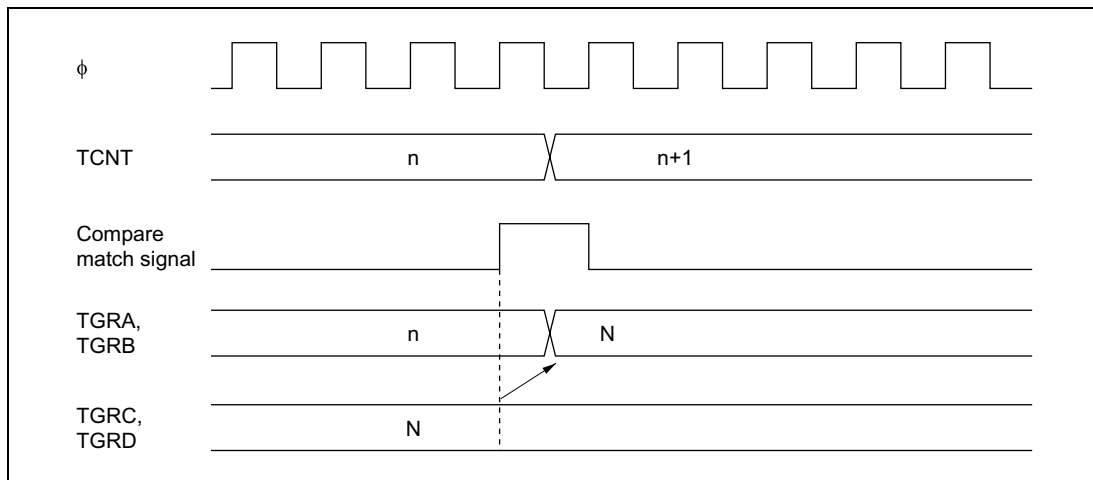 ϕ
TCNT
n
n+1
Compare
match signal
TGRA,
TGRB
n
N
TGRC,
TGRD
N